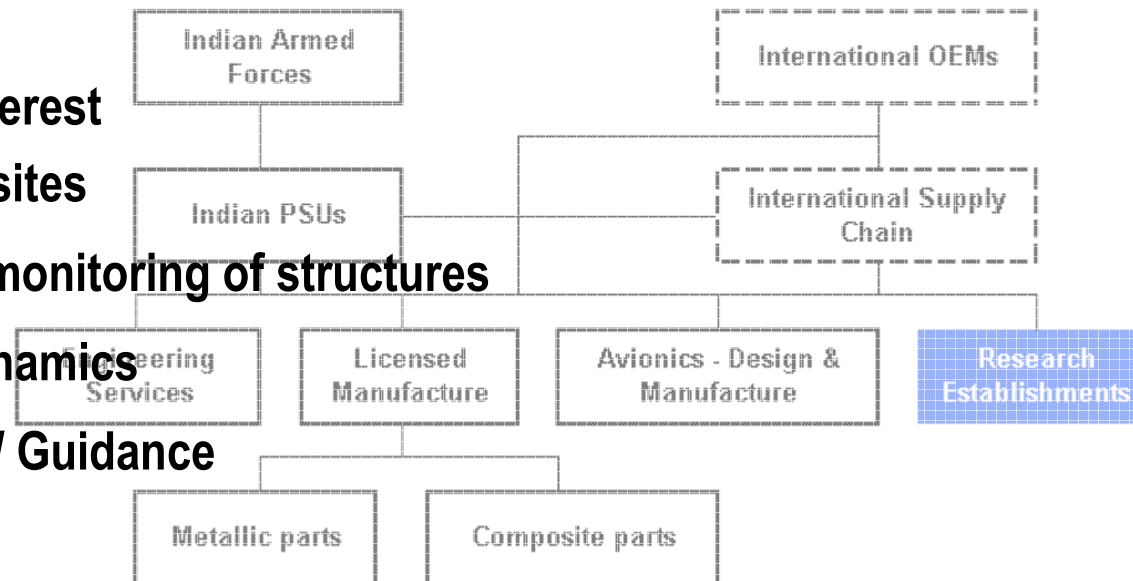 Indian Armed
Forces
International OEMs
erest
sites
Indian PSUs
International Supply
Chain
monitoring of structures
namics
Engineering
Services
Licensed
Manufacture
Avionics - Design &
Manufacture
Research
Establishments
/ Guidance
Metallic parts
Composite parts